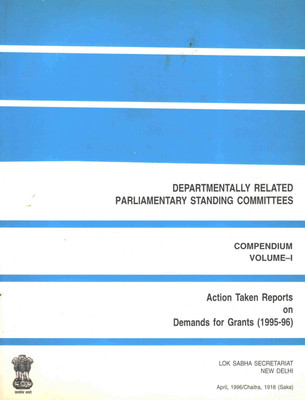 DEPARTMENTALLY RELATED
PARLIAMENTARY STANDING COMMITTEES
COMPENDIUM
VOLUME–I
Action Taken Reports
on
Demands for Grants (1995-96)
LOK SABHA SECRETARIAT
NEW DELHI
April, 1996/Chaitra, 1918 (Saka)